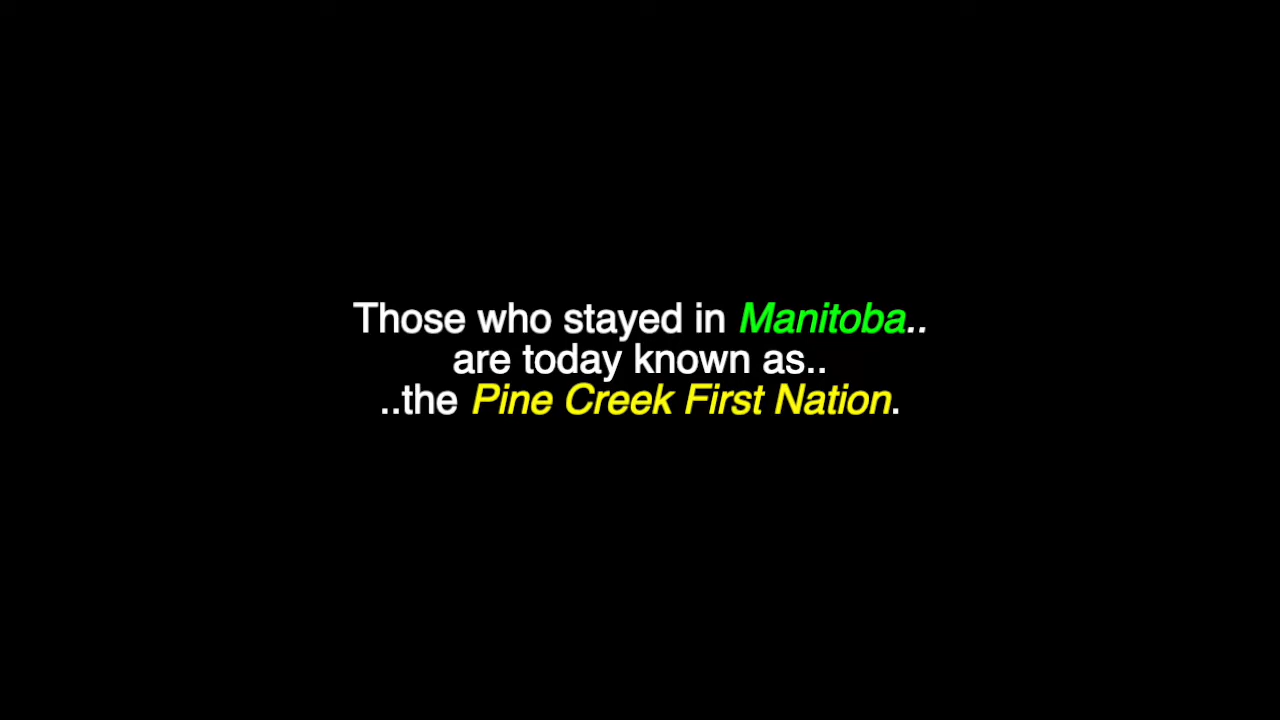 Those who stayed in Manitoba..
are today known as..
..the Pine Creek First Nation.